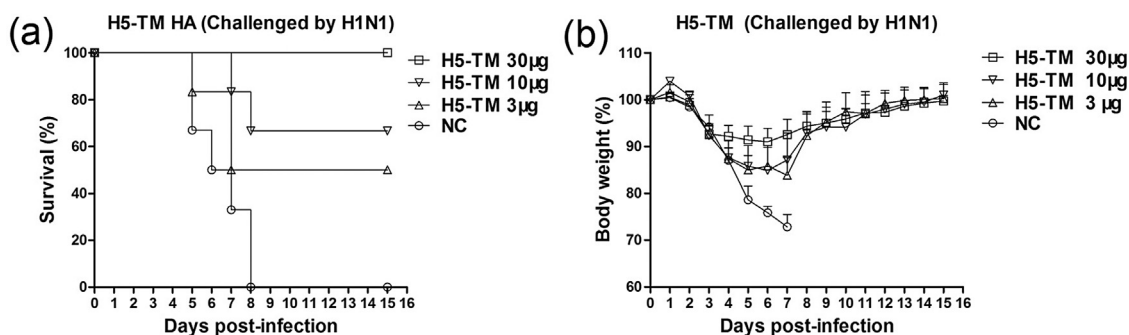 (a)
H5-TM HA (Challenged by H1N1)
100
80
60
40
20
0
Survival (%)
0 1 2 3 4 5 6 7 8 9 10 11 12 13 14 15 16
Days post-infection
H5-TM 30µg
H5-TM 10µg
H5-TM 3µg
NC
(b)
H5-TM (Challenged by H1N1)
110
100
90
80
70
60
Body weight (%)
0 1 2 3 4 5 6 7 8 9 10 11 12 13 14 15 16
Days post-infection
H5-TM 30µg
H5-TM 10µg
H5-TM 3 µg
NC